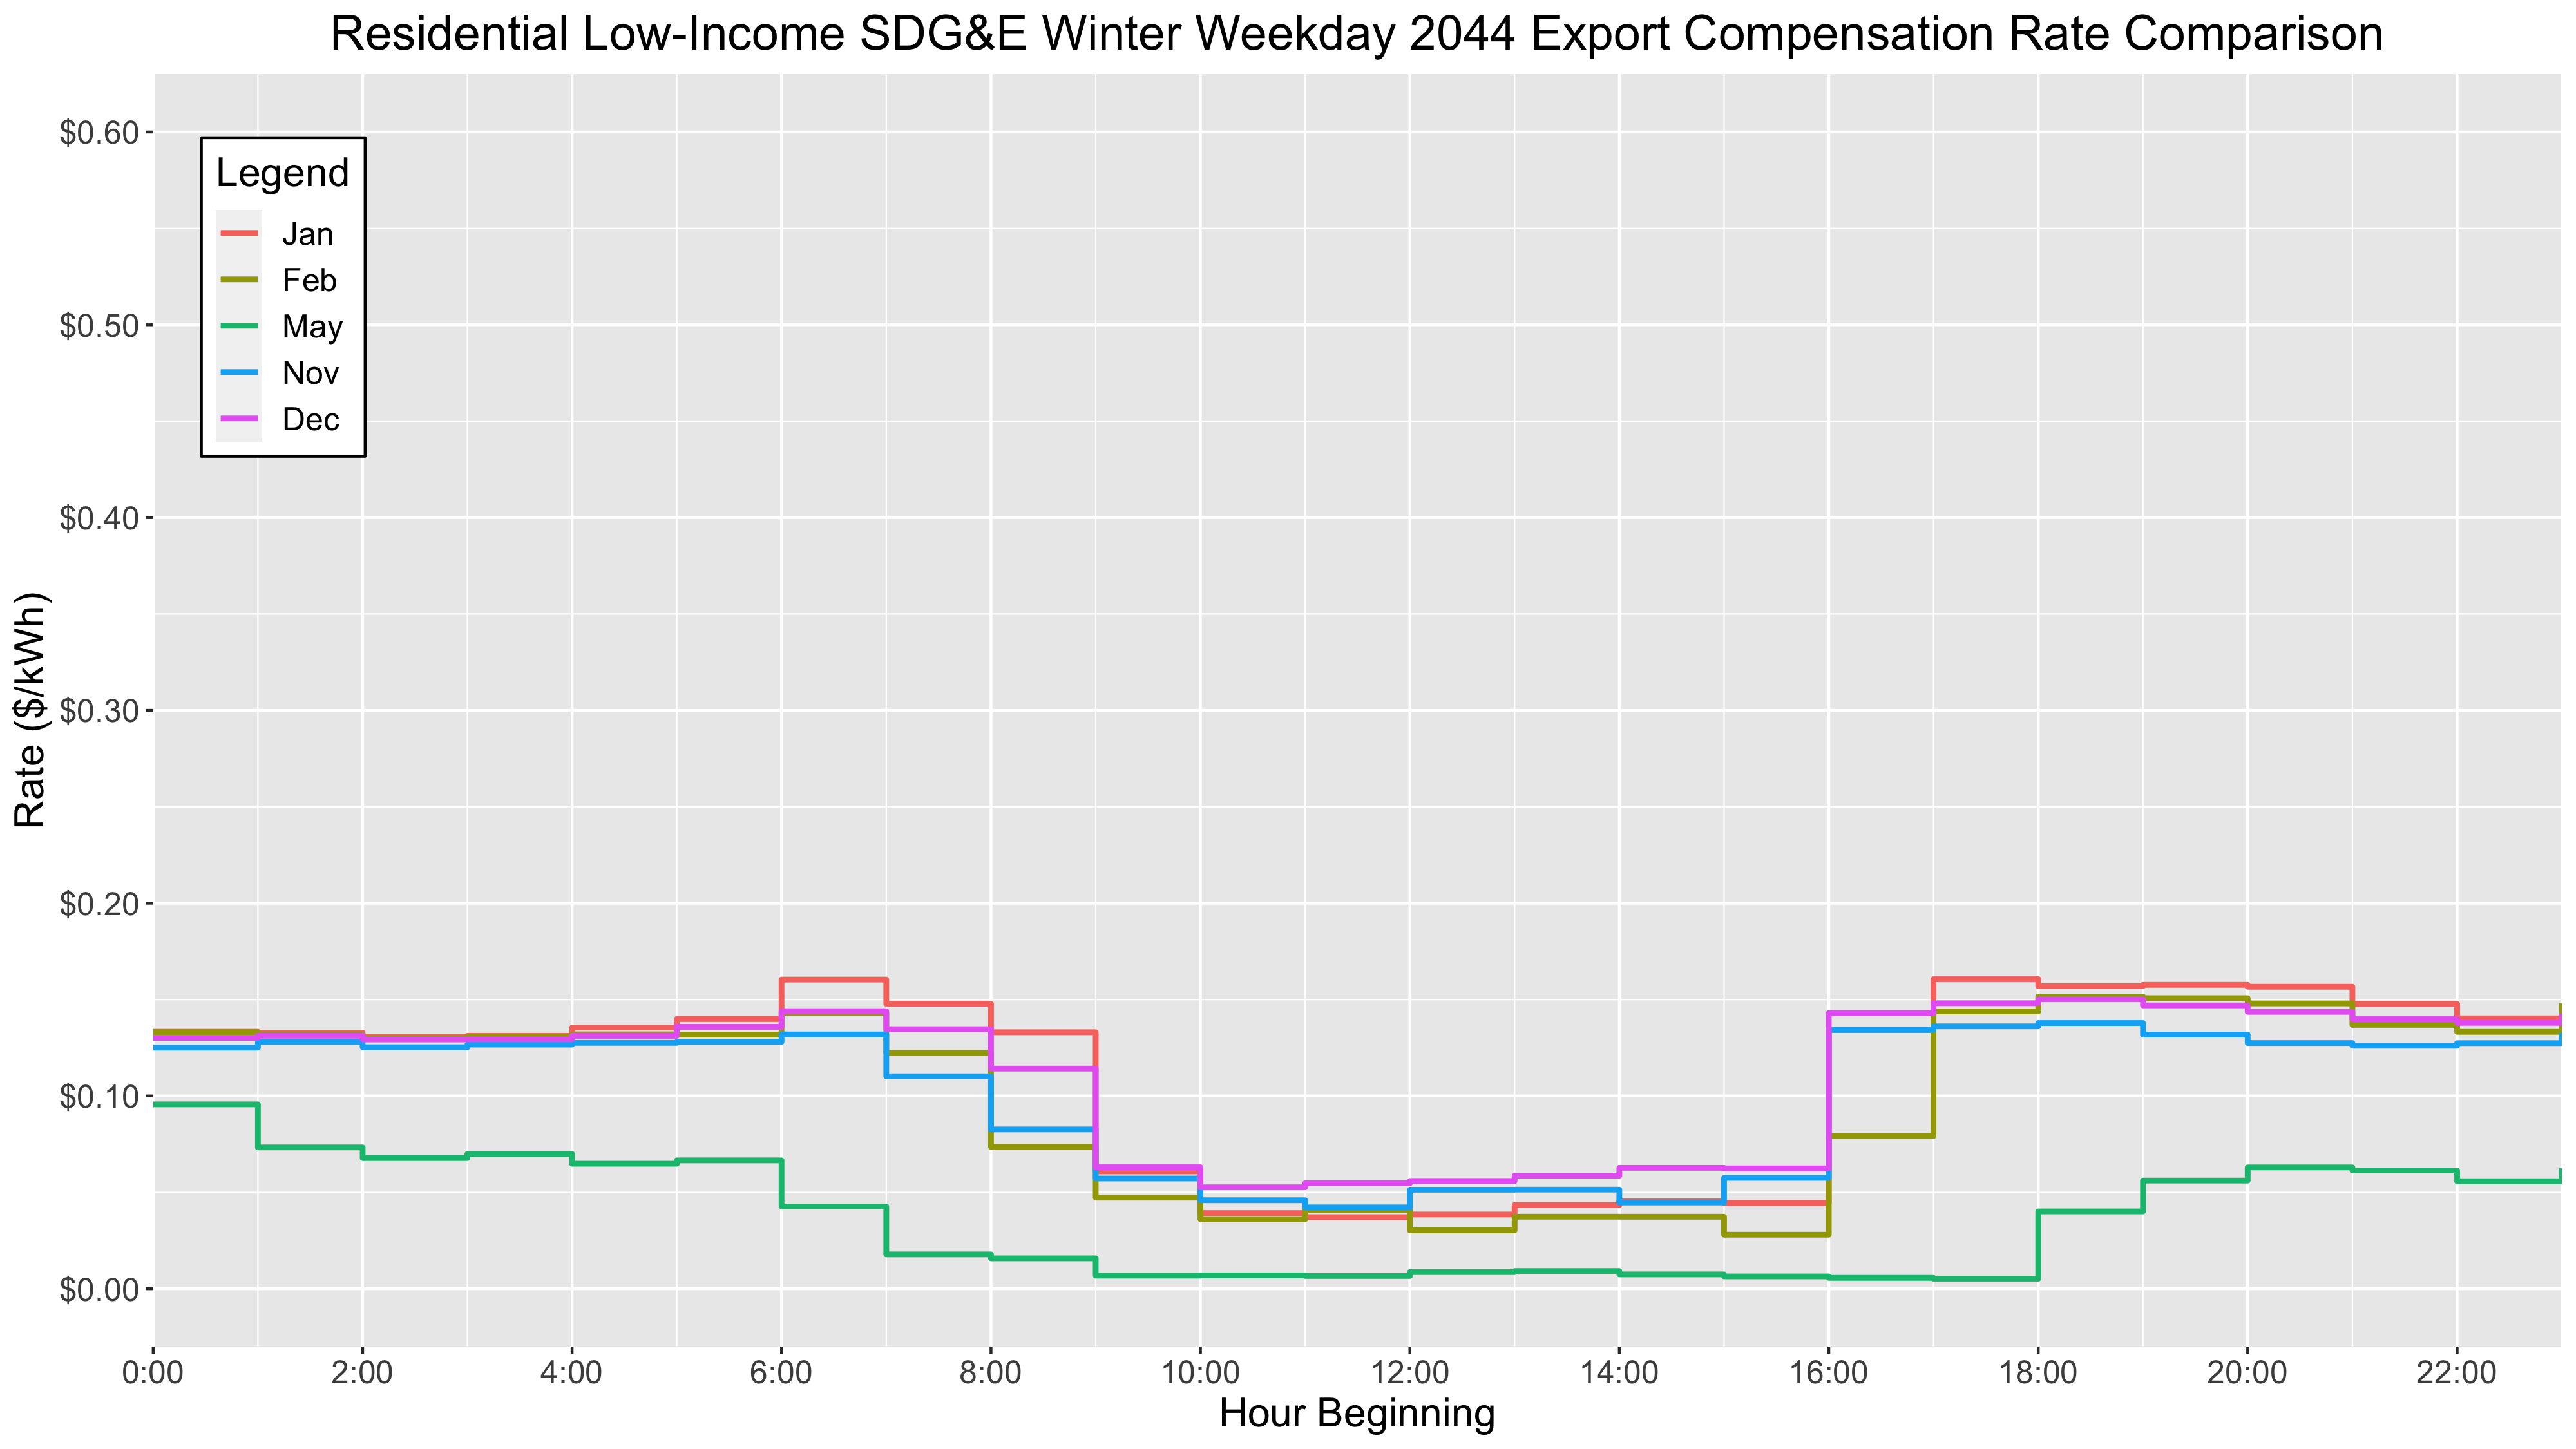 Residential Low-Income SDG&E Winter Weekday 2044 Export Compensation Rate Comparison
$0.60
$0.50
$0.40
$0.30
$0.20
$0.10
$0.00
Rate ($/kWh)
Legend
Jan
Feb
May
Nov
Dec
0:00 2:00 4:00 6:00 8:00 10:00 12:00 14:00 16:00 18:00 20:00 22:00
Hour Beginning